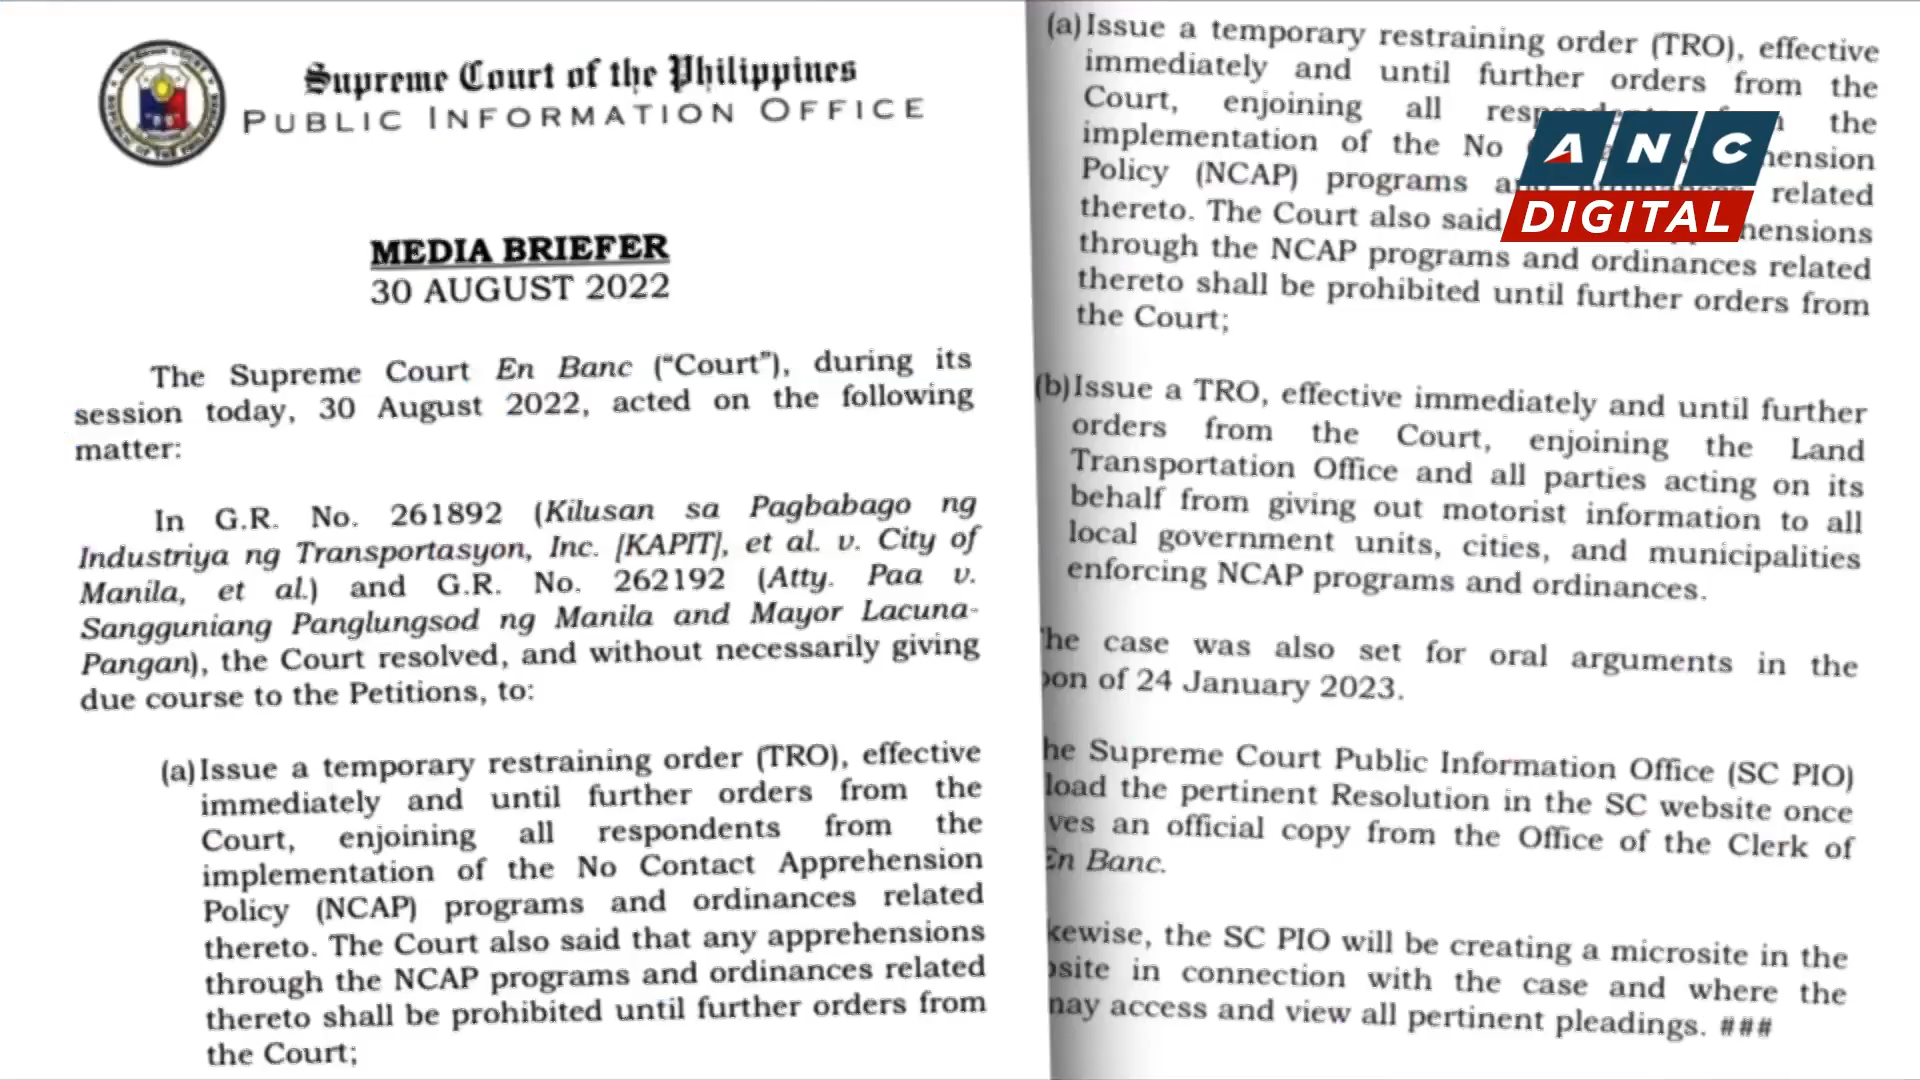 Supreme Court of the Philippines
PUBLIC INFORMATION OFFICE
MEDIA BRIEFER
30 AUGUST 2022
The Supreme Court En Banc (“Court”), during its
session today, 30 August 2022, acted on the following
matter:
In G.R. No. 261892 (Kilusan sa Pagbabago ng
Industriya ng Transportasyon, Inc. [KAPIT], et al. v. City of
Manila, et al.) and G.R. No. 262192 (Atty. Paa v.
Sangguniang Panglungsod ng Manila and Mayor Lacuna-
Pangan), the Court resolved, and without necessarily giving
due course to the Petitions, to:
(a) Issue a temporary restraining order (TRO), effective
immediately and until further orders from the
Court, enjoining all respondents from the
implementation of the No Contact Apprehension
Policy (NCAP) programs and ordinances related
thereto. The Court also said that any apprehensions
through the NCAP programs and ordinances related
thereto shall be prohibited until further orders from
the Court;
(a) Issue a temporary restraining order (TRO), effective
immediately and until further orders from the
Court, enjoining all the
implementation of the No hension
Policy (NCAP) programs related
thereto. The Court also said hensions
through the NCAP programs and ordinances related
thereto shall be prohibited until further orders from
the Court;
(b) Issue a TRO, effective immediately and until further
orders from the Court, enjoining the Land
Transportation Office and all parties acting on its
behalf from giving out motorist information to all
local government units, cities, and municipalities
enforcing NCAP programs and ordinances.
he case was also set for oral arguments in the
oon of 24 January 2023.
he Supreme Court Public Information Office (SC PIO)
load the pertinent Resolution in the SC website once
ves an official copy from the Office of the Clerk of
En Banc.
kewise, the SC PIO will be creating a microsite in the
site in connection with the case and where the
may access and view all pertinent pleadings. ###
ANC
DIGITAL